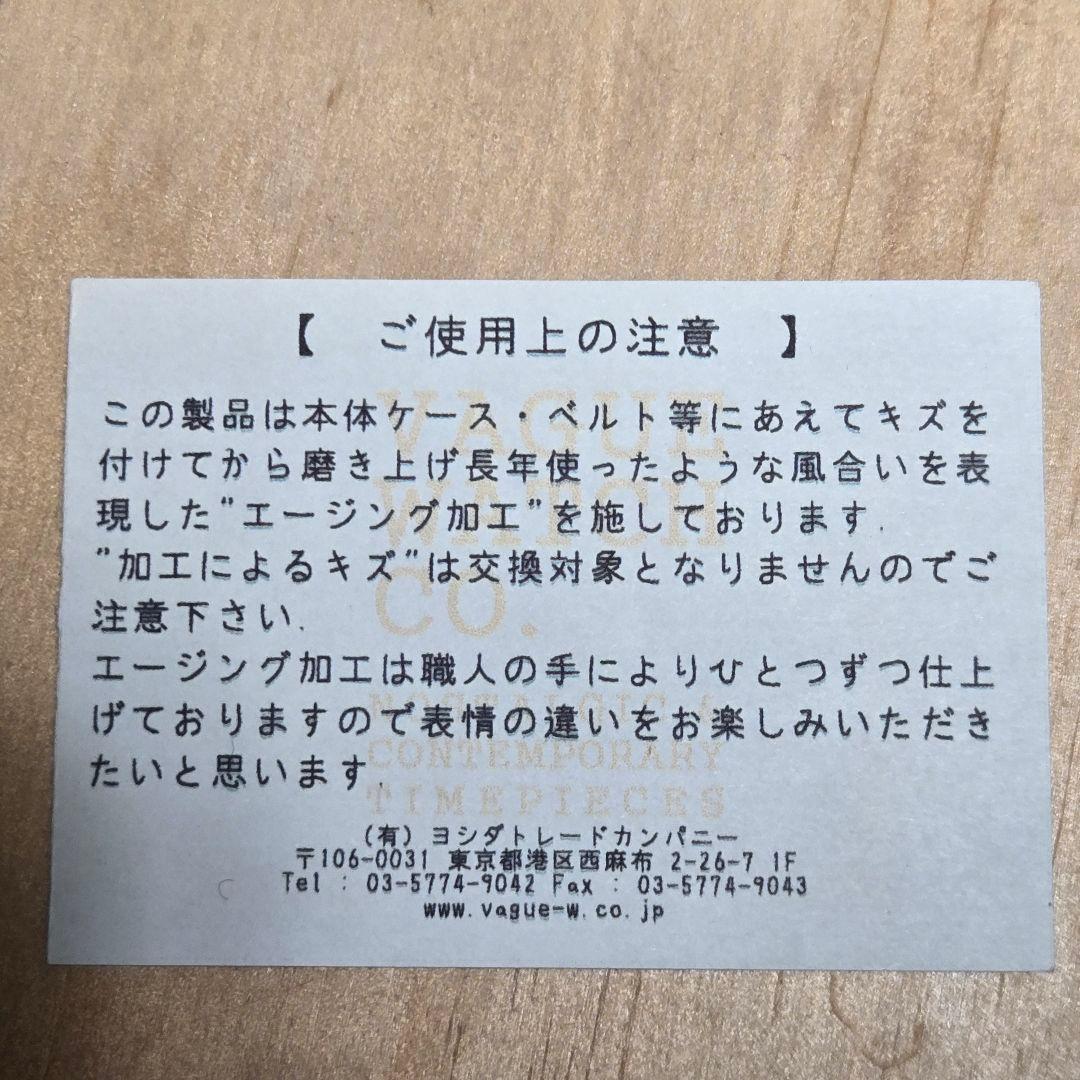 【 ご使用上の注意 】
この製品は本体ケース・ベルト等にあえてキズを
付けてから磨き上げ長年使ったような風合いを表
現した"エージング加工"を施しております.
"加工によるキズ"は交換対象となりませんのでご
注意下さい.
エージング加工は職人の手によりひとつずつ仕上
げておりますので表情の違いをお楽しみいただき
たいと思います.
(有)ヨシダトレードカンパニー
〒106-0031 東京都港区西麻布 2-26-7 1F
Tel : 03-5774-9042 Fax : 03-5774-9043
www.vague-w.co.jp
VAGUE
WATCH
CO.
NOSTALGIC &
CONTEMPORARY
TIMEPIECES